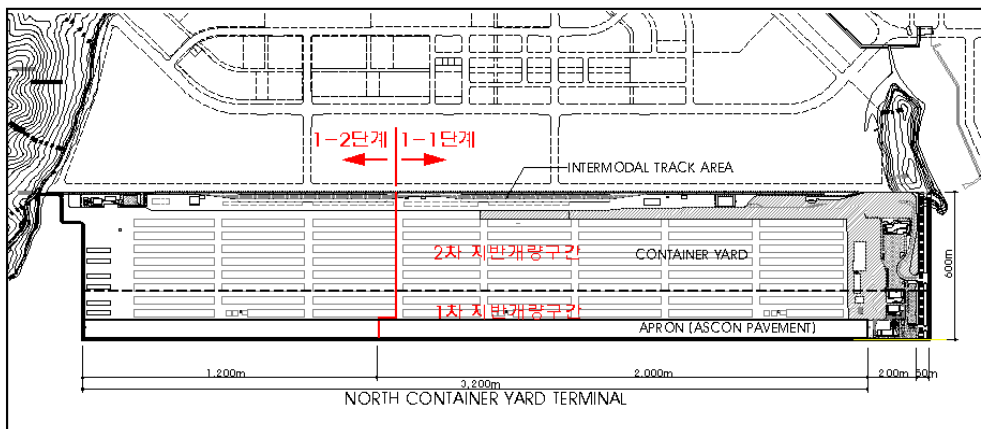 1-2단계 1-1단계
INTERMODAL TRACK AREA
2차 지반개량구간
CONTAINER YARD
600m
1차 지반개량구간
APRON (ASCON PAVEMENT)
1,200m 2,000m 200m 50m
3,200m
NORTH CONTAINER YARD TERMINAL